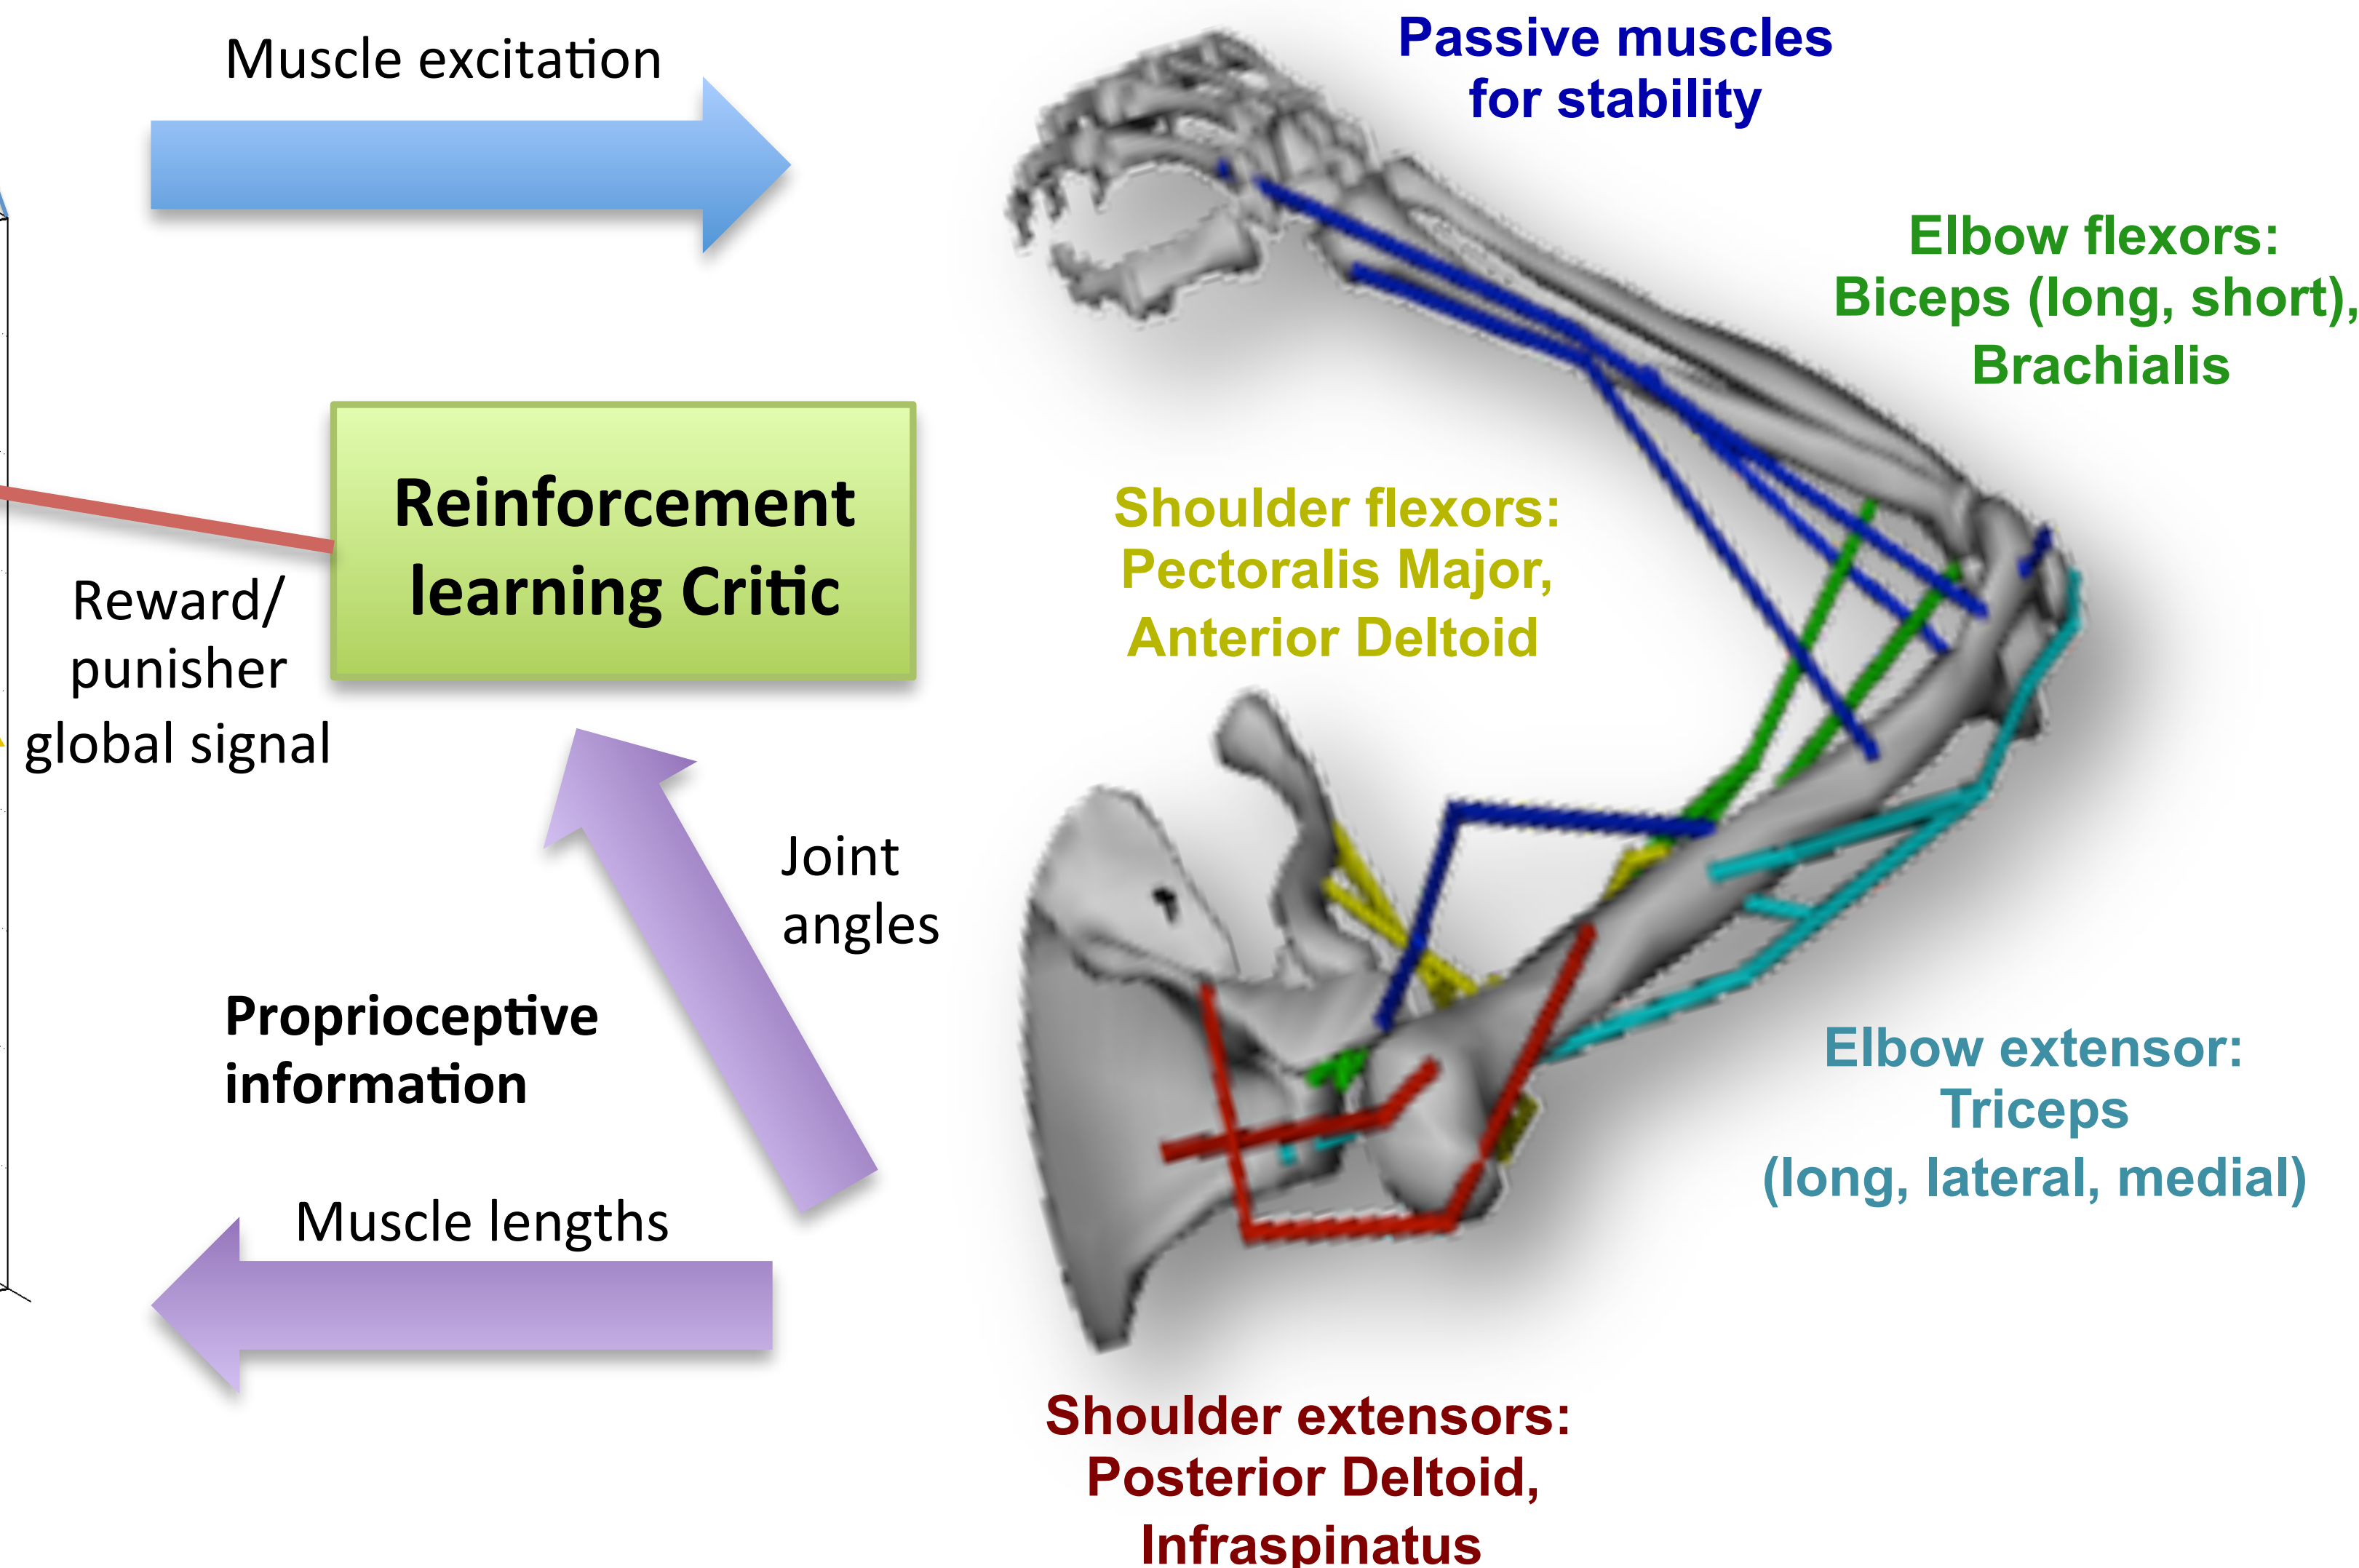 Muscle excitation
Passive muscles
for stability
Elbow flexors:
Biceps (long, short),
Brachialis
Reinforcement
learning Critic
Shoulder flexors:
Pectoralis Major,
Anterior Deltoid
Reward/
punisher
global signal
Joint
angles
Proprioceptive
information
Elbow extensor:
Triceps
(long, lateral, medial)
Muscle lengths
Shoulder extensors:
Posterior Deltoid,
Infraspinatus